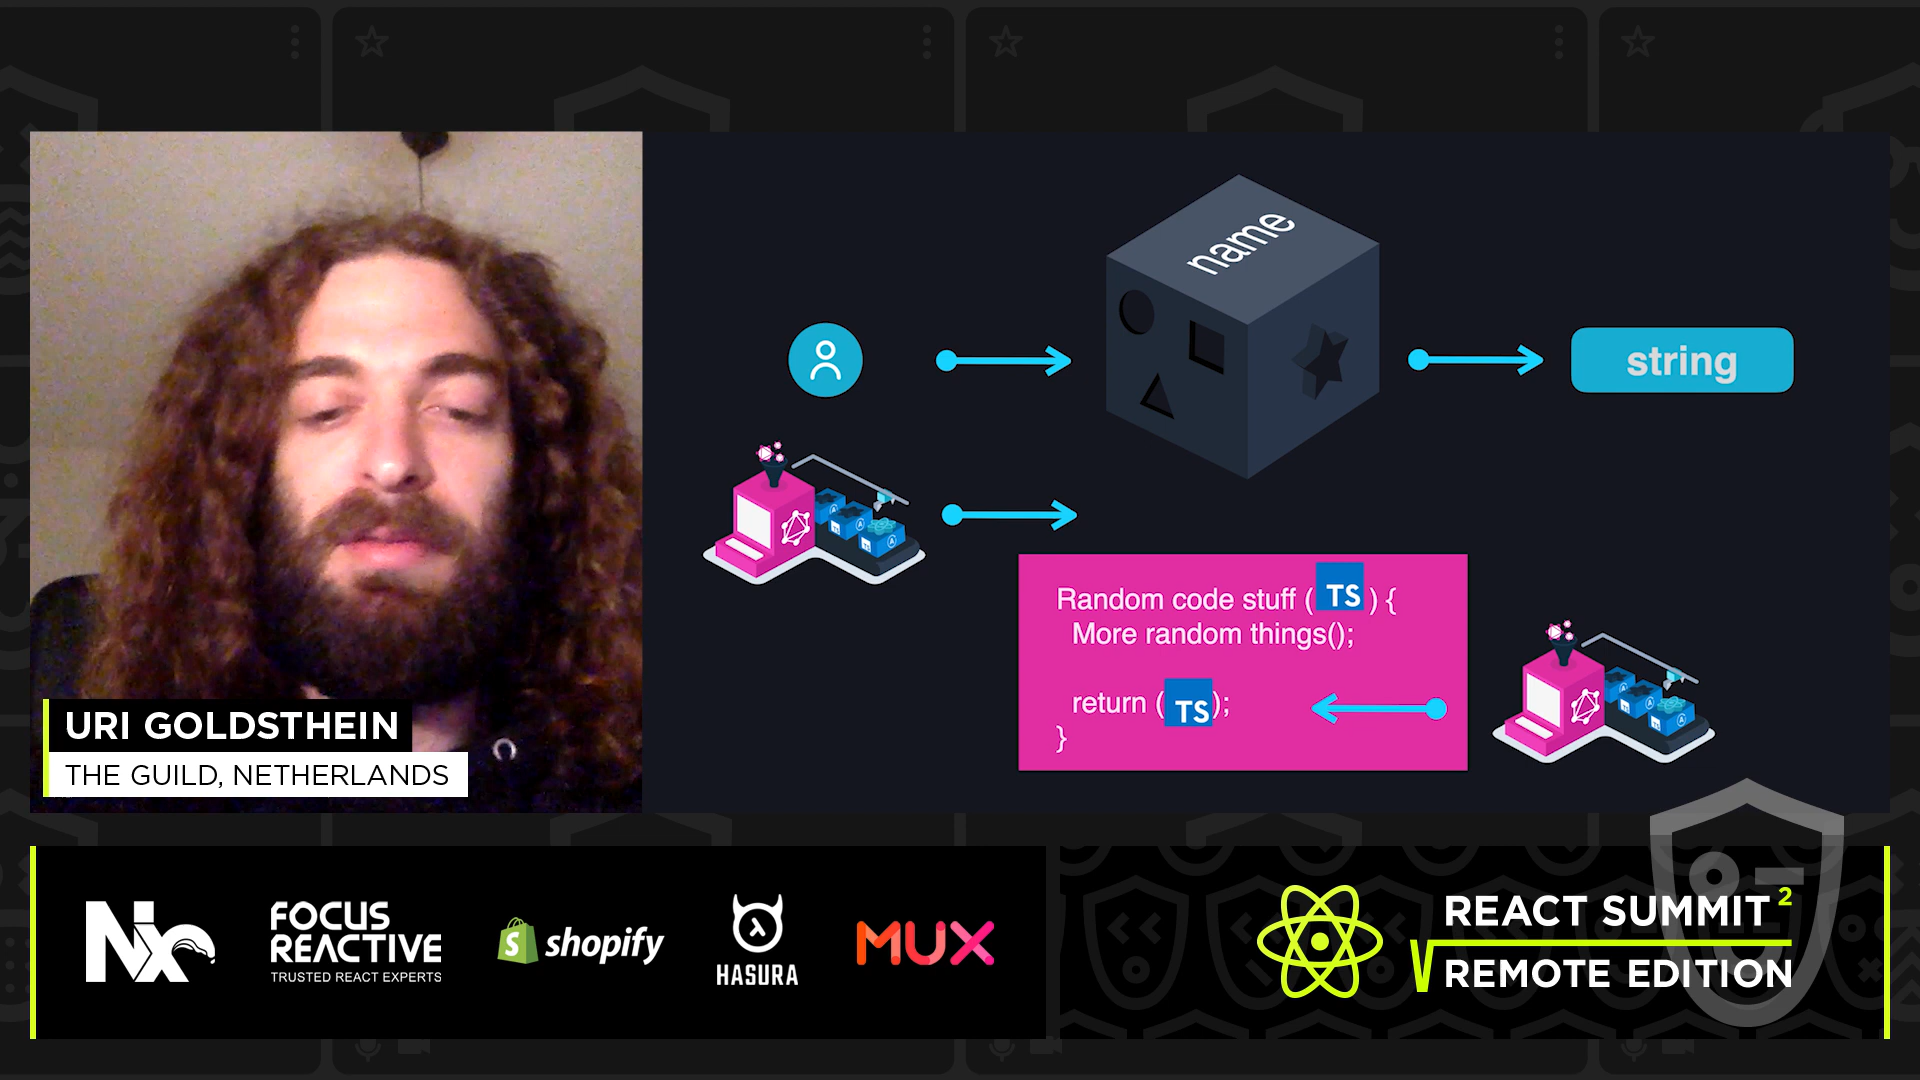 name
string
Random code stuff ( TS ) {
More random things();
return ( TS );
}
URI GOLDSTHEIN
THE GUILD, NETHERLANDS
Nx
FOCUS
REACTIVE
TRUSTED REACT EXPERTS
S shopify
HASURA
MUX
REACT SUMMIT 2
REMOTE EDITION